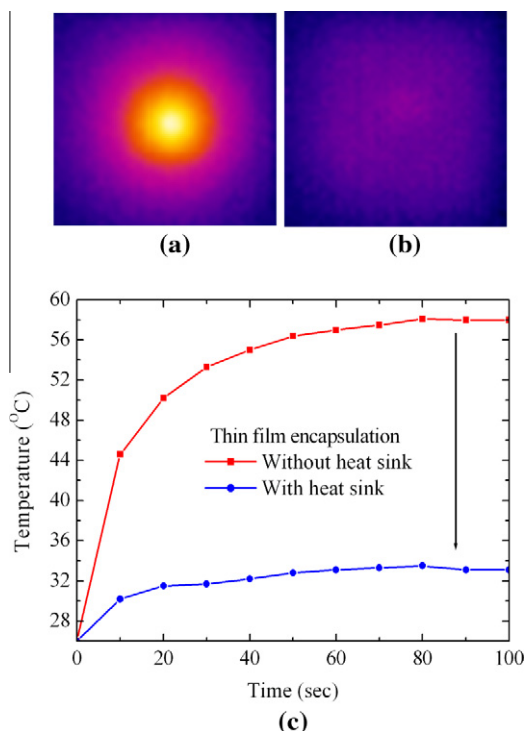 (a)
(b)
60
56
52
48
44
40
36
32
28
Temperature (°C)
Thin film encapsulation
Without heat sink
With heat sink
0 20 40 60 80 100
Time (sec)
(c)